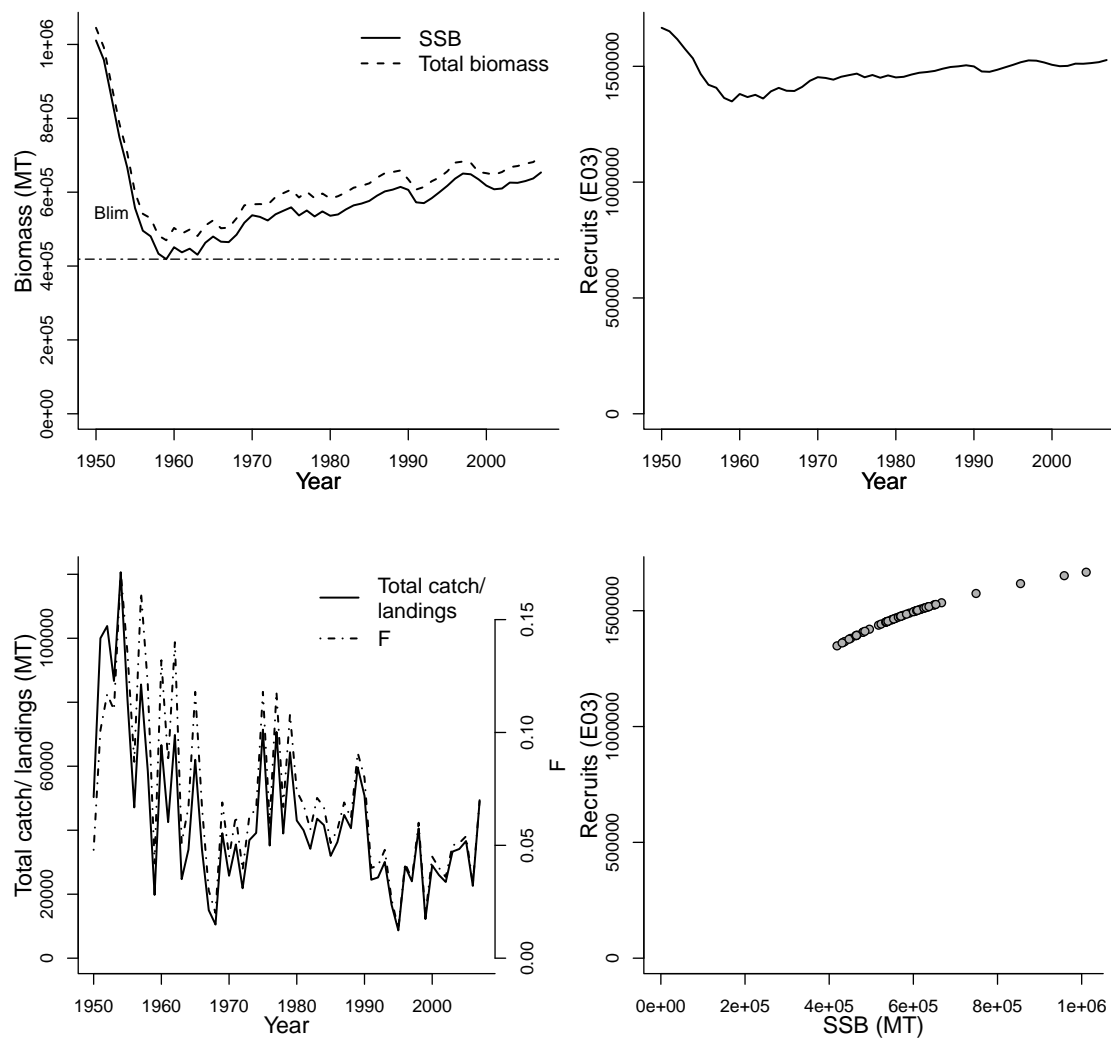 SSB
Total biomass
Blim
Biomass (MT)
0e+00
2e+05
4e+05
6e+05
8e+05
1e+06
1950
1960
1970
1980
1990
2000
Year
Recruits (E03)
0
500000
1000000
1500000
1950
1960
1970
1980
1990
2000
Year
Total catch/
landings
F
Total catch/ landings (MT)
0
20000
60000
100000
0.00
0.05
0.10
0.15
F
1950
1960
1970
1980
1990
2000
Year
Recruits (E03)
0
500000
1000000
1500000
0e+00
2e+05
4e+05
6e+05
8e+05
1e+06
SSB (MT)